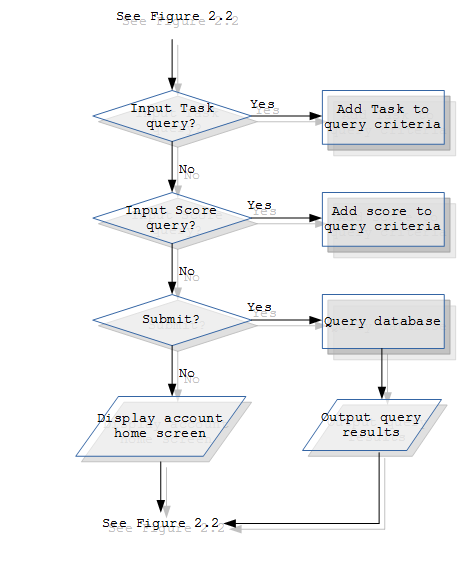 See Figure 2.2
Input Task
query?
Yes
Add Task to
query criteria
No
Input Score
query?
Yes
Add score to
query criteria
No
Submit?
Yes
Query database
No
Display account
home screen
Output query
results
See Figure 2.2